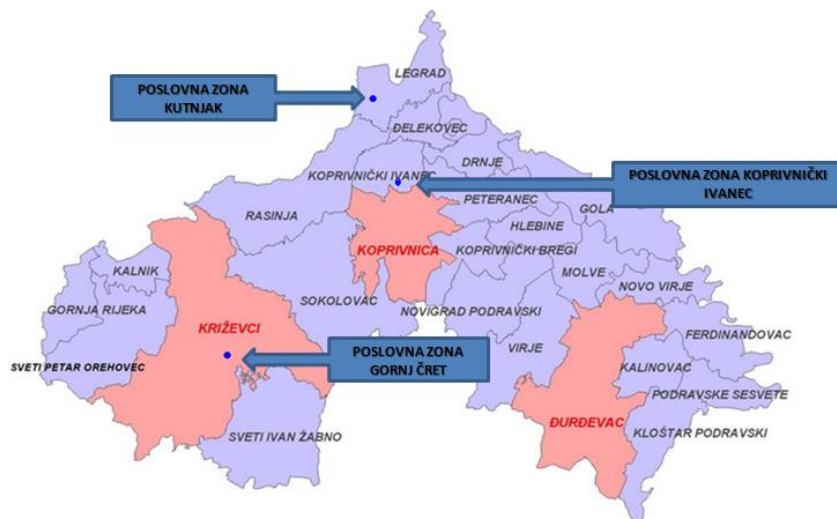 LEGRAD
POSLOVNA ZONA
KUTNJAK
ĐELEKOVEC
DRNJE
KOPRIVNIČKI IVANEC
POSLOVNA ZONA KOPRIVNIČKI
IVANEC
PETERANEC
GOLA
RASINJA
HLEBINE
KOPRIVNICA
KOPRIVNIČKI BREGI
KALNIK
MOLVE
GORNJA RIJEKA
SOKOLOVAC
NOVIGRAD PODRAVSKI
NOVO VIRJE
KRIŽEVCI
FERDINANDOVAC
VIRJE
POSLOVNA ZONA
GORNJ ČRET
SVETI PETAR OREHOVEC
KALINOVAC
PODRAVSKE SESVETE
ĐURĐEVAC
KLOŠTAR PODRAVSKI
SVETI IVAN ŽABNO